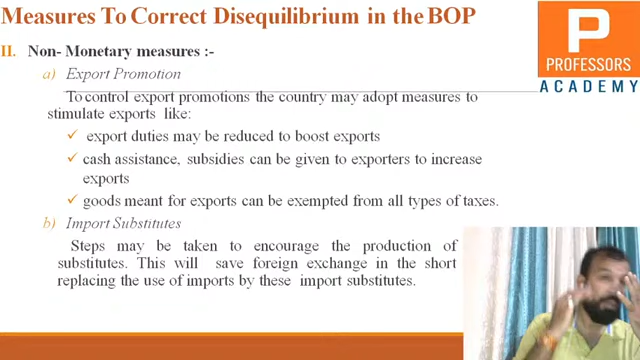 Measures To Correct Disequilibrium in the BOP
II. Non- Monetary measures :-
a) Export Promotion
To control export promotions the country may adopt measures to
stimulate exports like:
✓ export duties may be reduced to boost exports
✓ cash assistance, subsidies can be given to exporters to increase
exports
✓ goods meant for exports can be exempted from all types of taxes.
b) Import Substitutes
Steps may be taken to encourage the production of
substitutes. This will save foreign exchange in the short
replacing the use of imports by these import substitutes.
P
PROFESSORS
ACADEMY